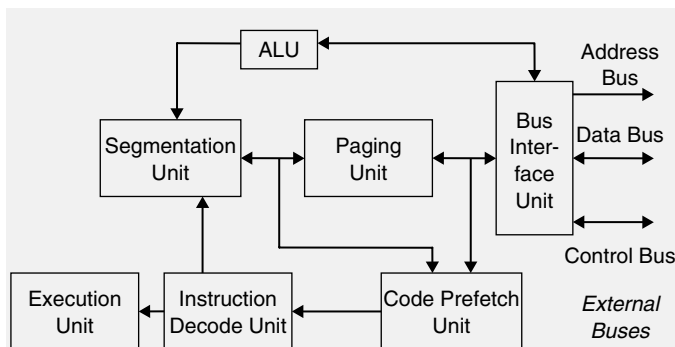 ALU
Address
Bus
Segmentation
Unit
Paging
Unit
Bus
Inter-
face
Unit
Data Bus
Control Bus
Execution
Unit
Instruction
Decode Unit
Code Prefetch
Unit
External
Buses